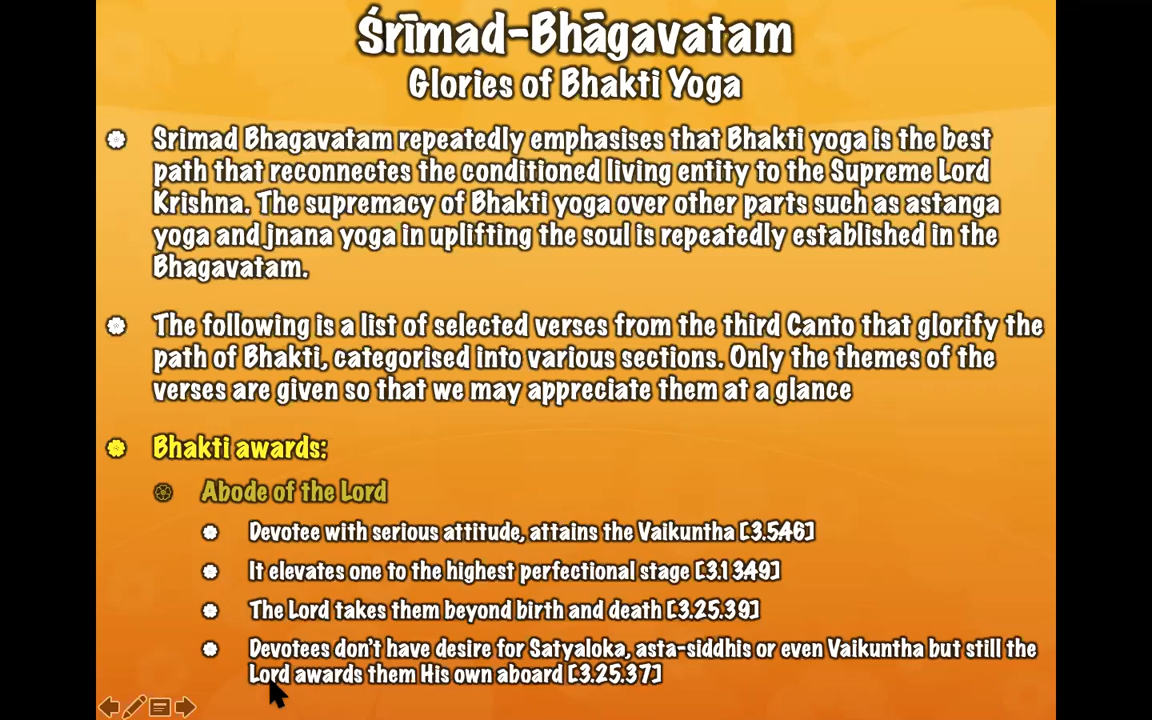 Śrīmad-Bhāgavatam
Glories of Bhakti Yoga
Srimad Bhagavatam repeatedly emphasises that Bhakti yoga is the best
path that reconnectes the conditioned living entity to the Supreme Lord
Krishna. The supremacy of Bhakti yoga over other parts such as astanga
yoga and jnana yoga in uplifting the soul is repeatedly established in the
Bhagavatam.
The following is a list of selected verses from the third Canto that glorify the
path of Bhakti, categorised into various sections. Only the themes of the
verses are given so that we may appreciate them at a glance
Bhakti awards:
Abode of the Lord
Devotee with serious attitude, attains the Vaikuntha [3.5.46]
It elevates one to the highest perfectional stage [3.13.49]
The Lord takes them beyond birth and death [3.25.39]
Devotees don't have desire for Satyaloka, asta-siddhis or even Vaikuntha but still the
Lord awards them His own aboard [3.25.37]